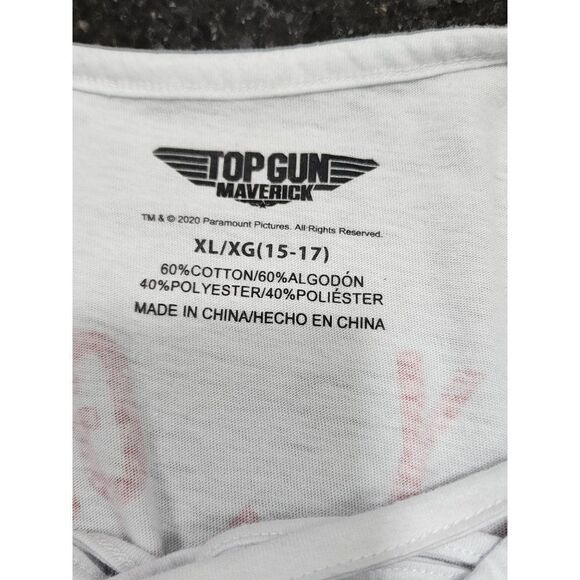 TOPGUN
MAVERICK
TM & © 2020 Paramount Pictures. All Rights Reserved.
XL/XG(15-17)
60%COTTON/60%ALGODÓN
40%POLYESTER/40%POLIÉSTER
MADE IN CHINA/HECHO EN CHINA